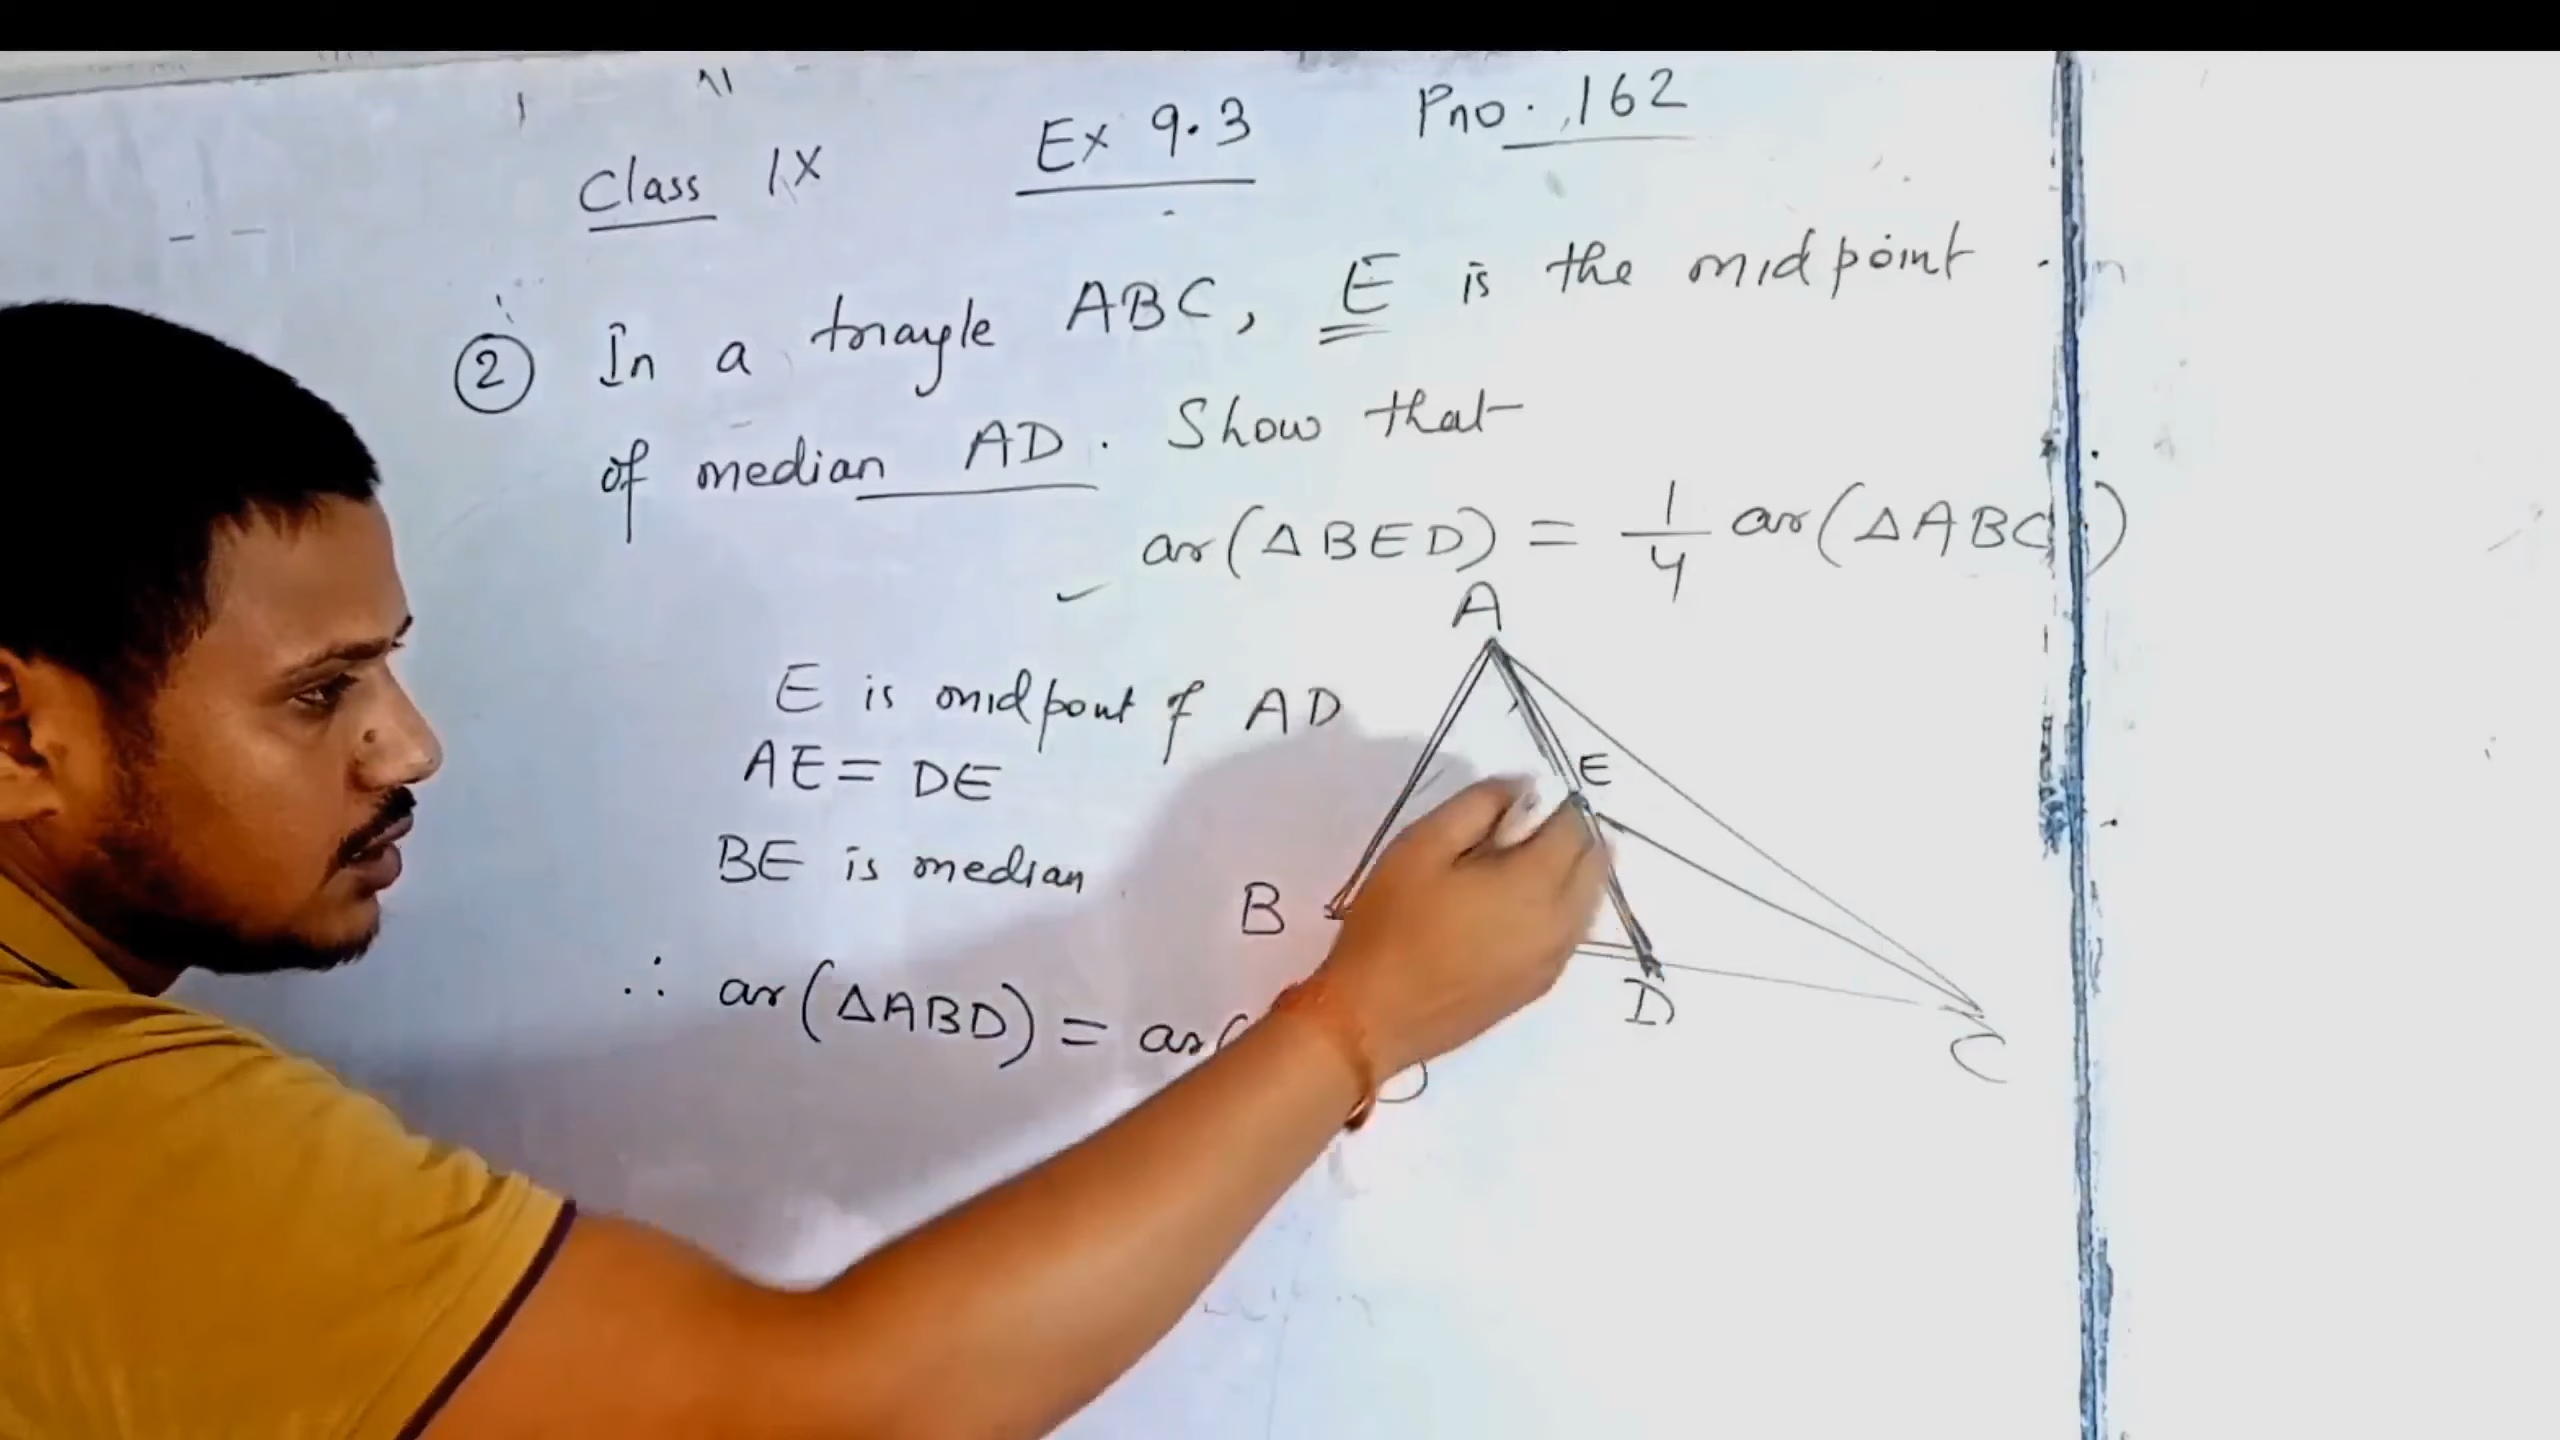 Class IX Ex 9.3 Pno. 162
② In a triangle ABC, E is the midpoint
of median AD. Show that
ar(ΔBED) = 1/4 ar(ΔABC)
A
E is midpoint of AD
E
AE = DE
BE is median
B
D
∴ ar(ΔABD) = ar(
C